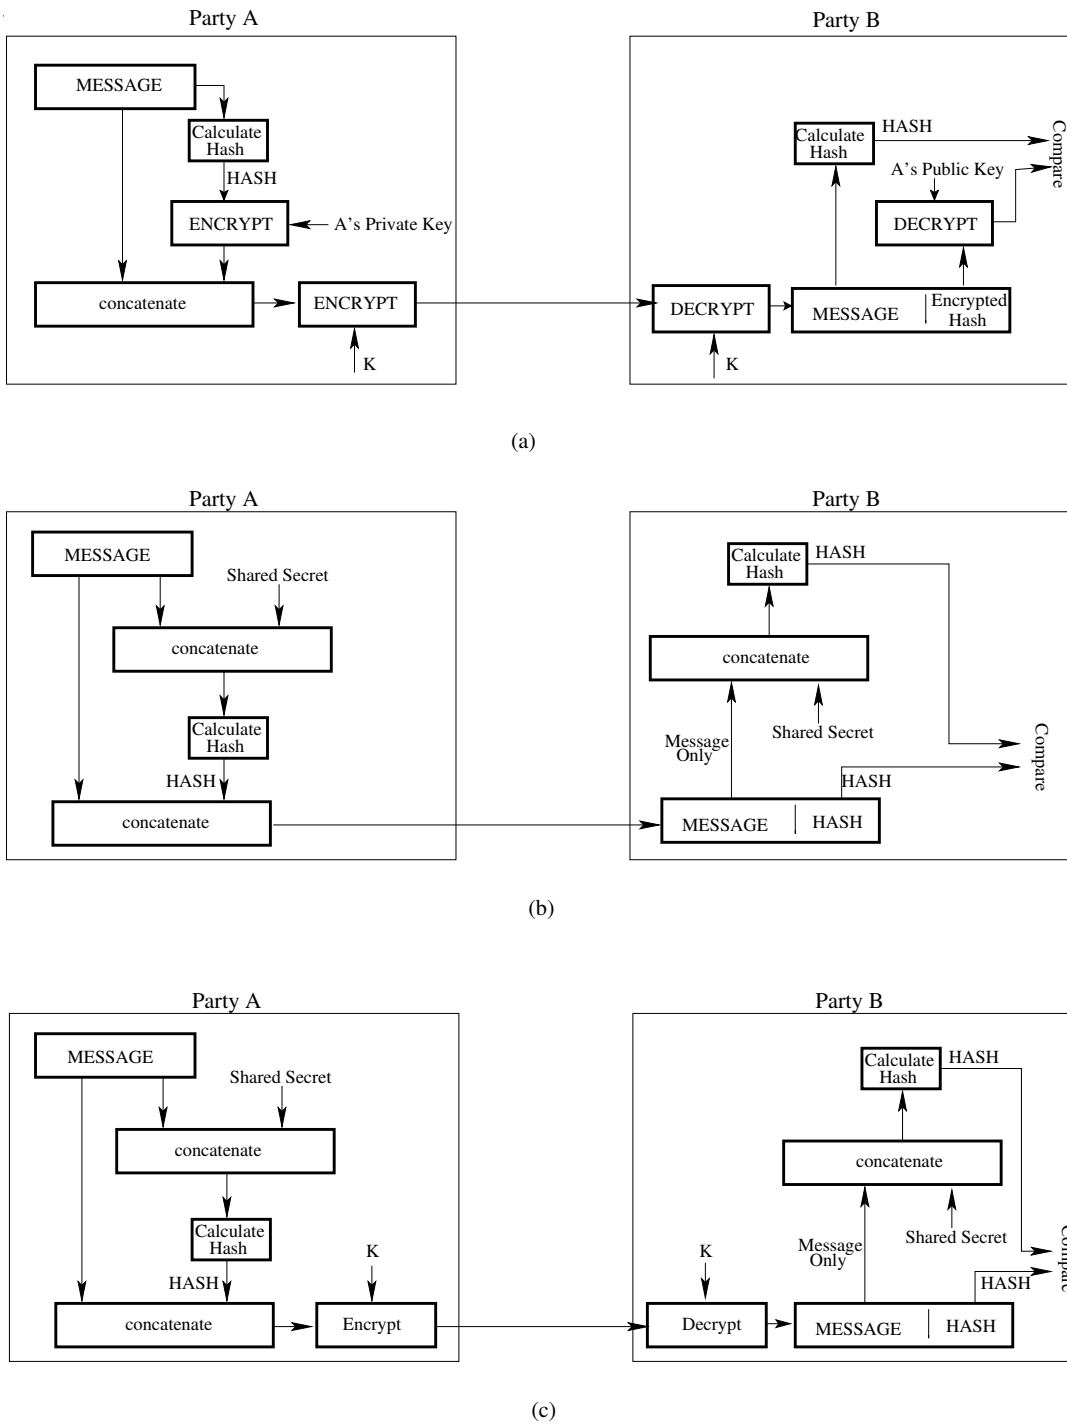 Party A
Party B
MESSAGE
Calculate
Hash
HASH
ENCRYPT
A's Private Key
concatenate
ENCRYPT
K
Calculate
Hash
HASH
Compare
A's Public Key
DECRYPT
DECRYPT
K
MESSAGE
Encrypted
Hash
(a)
Party A
Party B
MESSAGE
Shared Secret
concatenate
Calculate
Hash
HASH
concatenate
Calculate
Hash
HASH
concatenate
Message
Only
Shared Secret
Compare
HASH
MESSAGE
HASH
(b)
Party A
Party B
MESSAGE
Shared Secret
concatenate
Calculate
Hash
HASH
K
concatenate
Encrypt
Calculate
Hash
HASH
concatenate
K
Message
Only
Shared Secret
Compare
HASH
Decrypt
MESSAGE
HASH
(c)